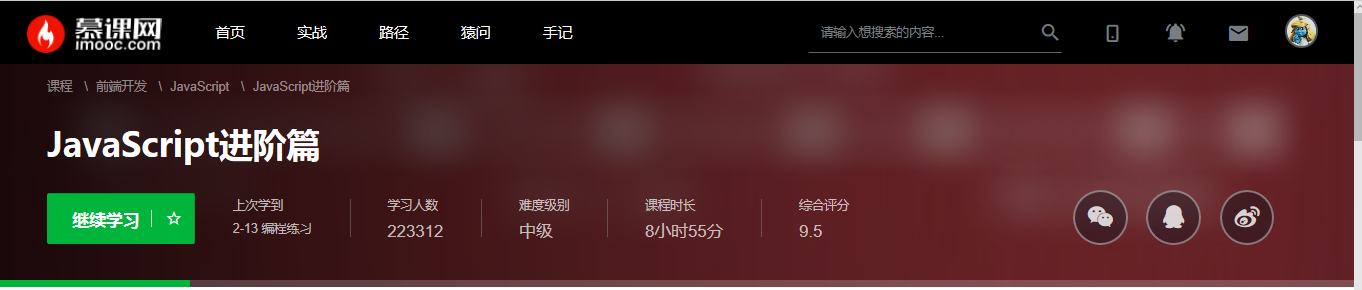 慕课网
imooc.com
首页 实战 路径 猿问 手记
请输入想搜索的内容...
课程 \ 前端开发 \ JavaScript \ JavaScript进阶篇
JavaScript进阶篇
继续学习
上次学到 学习人数 难度级别 课程时长 综合评分
2-13 编程练习 223312 中级 8小时55分 9.5